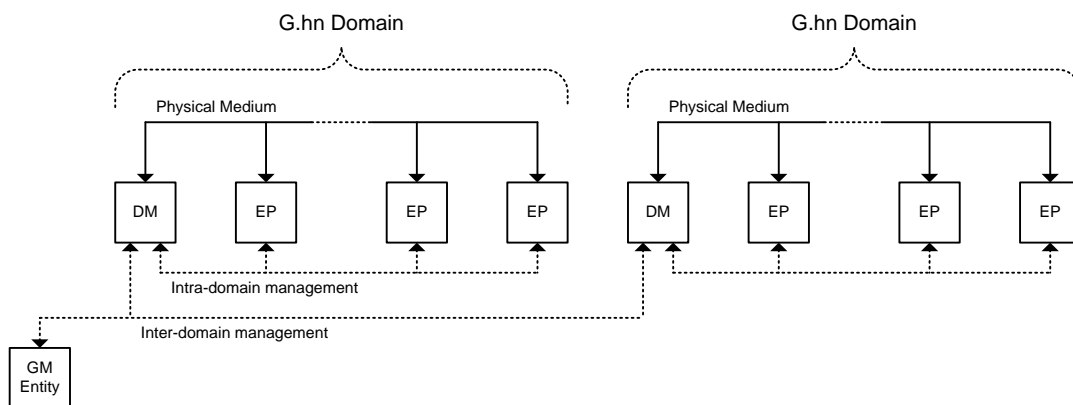 G.hn Domain
G.hn Domain
Physical Medium
Physical Medium
DM
EP
EP
EP
DM
EP
EP
EP
Intra-domain management
Inter-domain management
GM
Entity